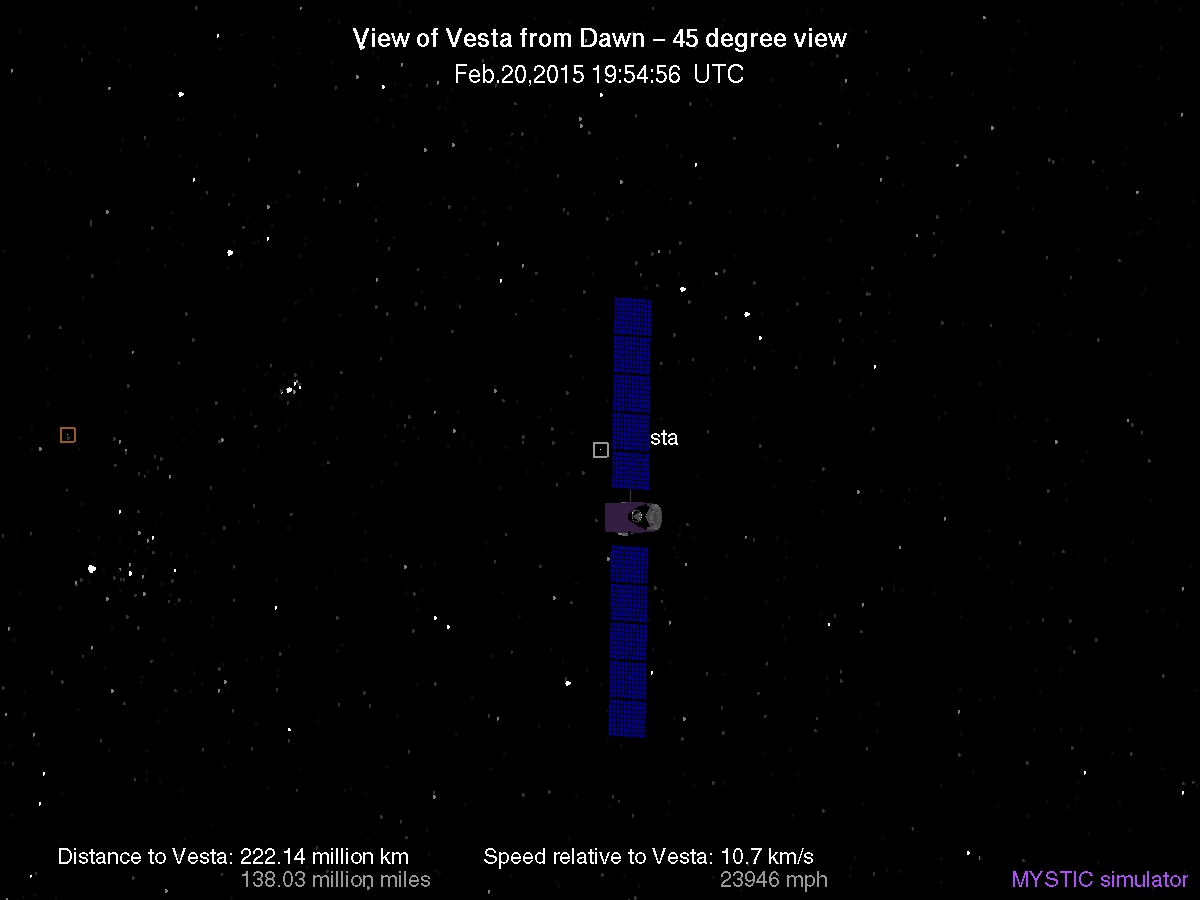 View of Vesta from Dawn – 45 degree view
Feb.20,2015 19:54:56 UTC
sta
Distance to Vesta: 222.14 million km
138.03 million miles
Speed relative to Vesta: 10.7 km/s
23946 mph
MYSTIC simulator